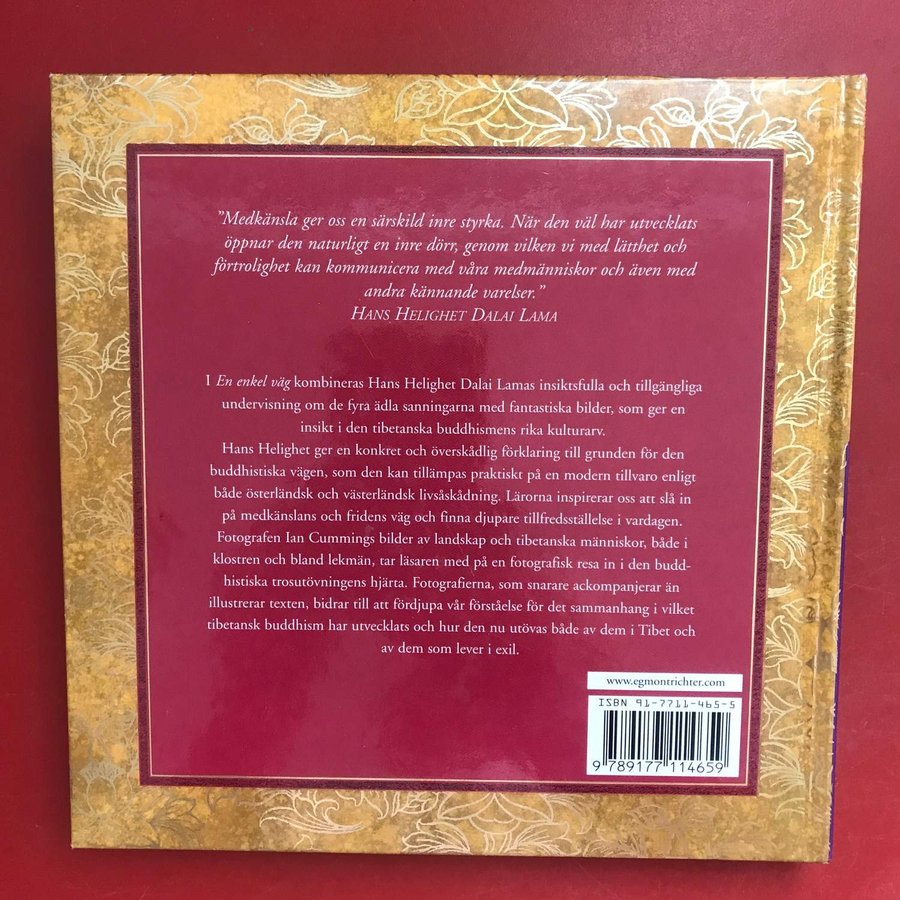 ”Medkänsla ger oss en särskild inre styrka. När den väl har utvecklats
öppnar den naturligt en inre dörr, genom vilken vi med lätthet och
förtrolighet kan kommunicera med våra medmänniskor och även med
andra kännande varelser.”
HANS HELIGHET DALAI LAMA
I En enkel väg kombineras Hans Helighet Dalai Lamas insiktsfulla och tillgängliga
undervisning om de fyra ädla sanningarna med fantastiska bilder, som ger en
insikt i den tibetanska buddhismens rika kulturarv.
Hans Helighet ger en konkret och överskådlig förklaring till grunden för den
buddhistiska vägen, som den kan tillämpas praktiskt på en modern tillvaro enligt
både österländsk och västerländsk livsåskådning. Lärorna inspirerar oss att slå in
på medkänslans och fridens väg och finna djupare tillfredsställelse i vardagen.
Fotografen Ian Cummings bilder av landskap och tibetanska människor, både i
klostren och bland lekmän, tar läsaren med på en fotografisk resa in i den budd-
histiska trosutövningens hjärta. Fotografierna, som snarare ackompanjerar än
illustrerar texten, bidrar till att fördjupa vår förståelse för det sammanhang i vilket
tibetansk buddhism har utvecklats och hur den nu utövas både av dem i Tibet och
av dem som lever i exil.
www.egmontrichter.com
ISBN 91-7711-465-5
9 789177 114659